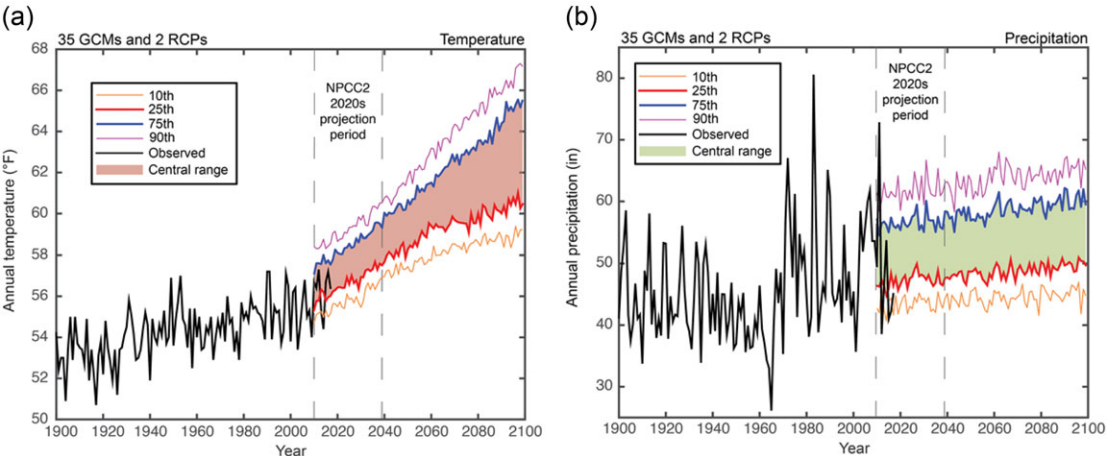 (a)
35 GCMs and 2 RCPs Temperature
68
66
64
62
60
58
56
54
52
50
Annual temperature (°F)
10th
25th
75th
90th
Observed
Central range
NPCC2
2020s
projection
period
1900 1920 1940 1960 1980 2000 2020 2040 2060 2080 2100
Year
(b)
35 GCMs and 2 RCPs Precipitation
80
70
60
50
40
30
Annual precipitation (in)
10th
25th
75th
90th
Observed
Central range
NPCC2
2020s
projection
period
1900 1920 1940 1960 1980 2000 2020 2040 2060 2080 2100
Year